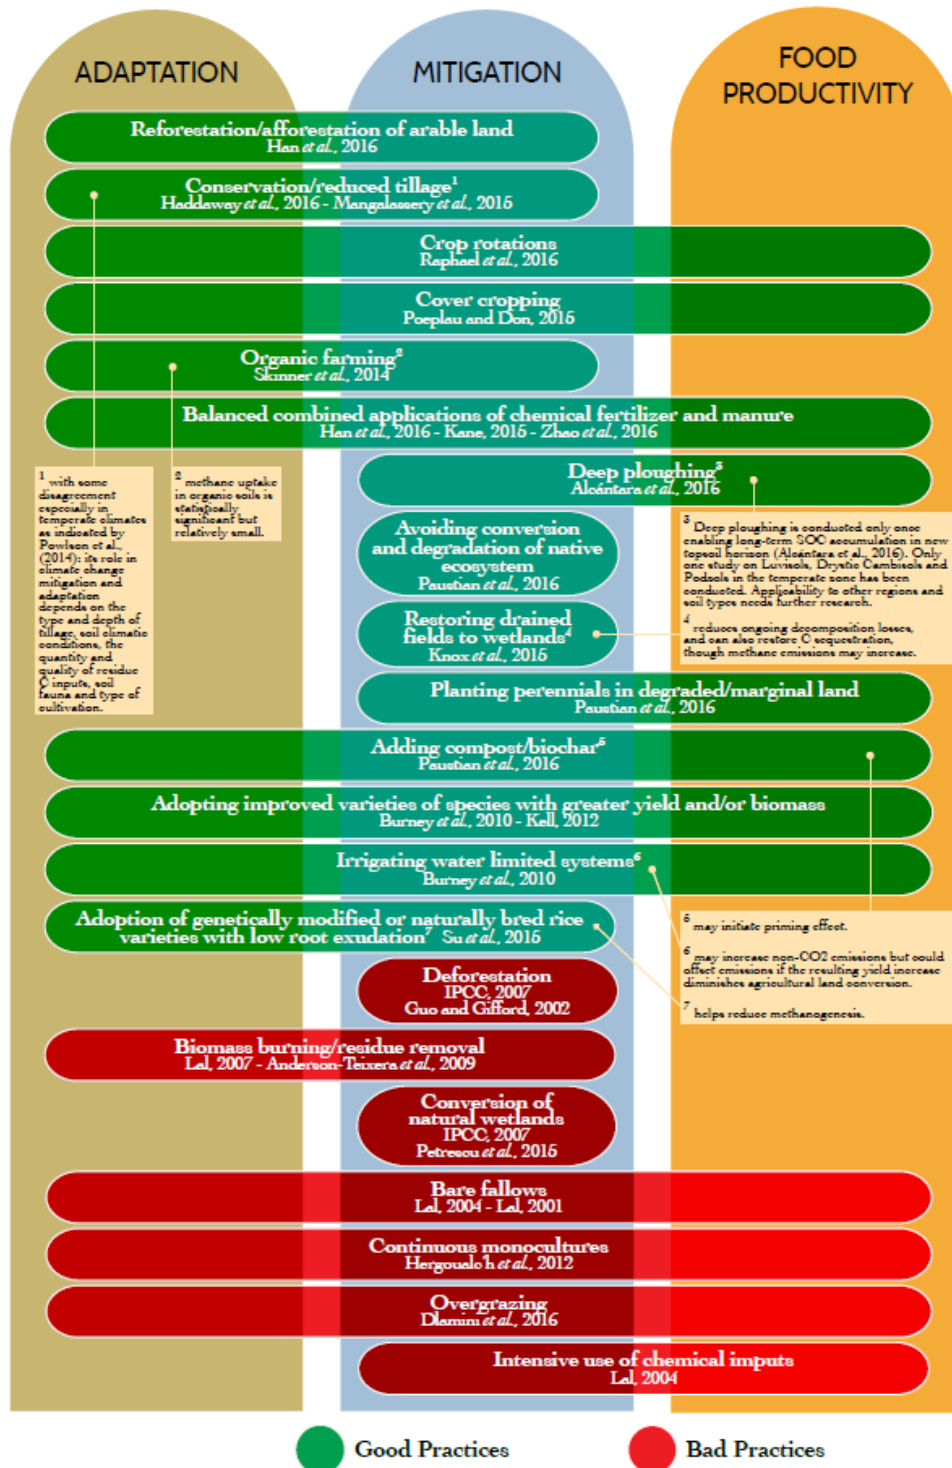 ADAPTATION
MITIGATION
FOOD
PRODUCTIVITY
Reforestation/afforestation of arable land
Han et al., 2016
Conservation/reduced tillage1
Haddaway et al., 2016 - Mangalassery et al., 2015
Crop rotations
Raphael et al., 2016
Cover cropping
Poeplau and Don, 2015
Organic farming2
Skinner et al., 2014
Balanced combined applications of chemical fertilizer and manure
Han et al., 2016 - Kane, 2015 - Zhao et al., 2016
Deep ploughing3
Alcántara et al., 2016
1 with some
disagreement
especially in
temperate climates
as indicated by
Powlson et al.,
(2014): its role in
climate change
mitigation and
adaptation
depends on the
type and depth of
tillage, soil climatic
conditions, the
quantity and
quality of residue
C inputs, soil
fauna and type of
cultivation.
2 methane uptake
in organic soils is
statistically
significant but
relatively small.
Avoiding conversion
and degradation of native
ecosystem
Paustian et al., 2016
3 Deep ploughing is conducted only once
enabling long-term SOC accumulation in new
topsoil horizon (Alcántara et al., 2016). Only
one study on Luvisols, Drystic Cambisols and
Podzols in the temperate zone has been
conducted. Applicability to other regions and
soil types needs further research.
Restoring drained
fields to wetlands4
Knox et al., 2015
4 reduces ongoing decomposition losses,
and can also restore C sequestration,
though methane emissions may increase.
Planting perennials in degraded/marginal land
Paustian et al., 2016
Adding compost/biochar5
Paustian et al., 2016
Adopting improved varieties of species with greater yield and/or biomass
Burney et al., 2010 - Kell, 2012
Irrigating water limited systems6
Burney et al., 2010
Adoption of genetically modified or naturally bred rice
varieties with low root exudation7 Su et al., 2015
5 may initiate priming effect.
6 may increase non-CO2 emissions but could
offset emissions if the resulting yield increase
diminishes agricultural land conversion.
7 helps reduce methanogenesis.
Deforestation
IPCC, 2007
Guo and Gifford, 2002
Biomass burning/residue removal
Lal, 2007 - Anderson-Teixera et al., 2009
Conversion of
natural wetlands
IPCC, 2007
Petrescu et al., 2015
Bare fallows
Lal, 2004 - Lal, 2001
Continuous monocultures
Hergoualc'h et al., 2012
Overgrazing
Dlamini et al., 2016
Intensive use of chemical imputs
Lal, 2004
Good Practices
Bad Practices